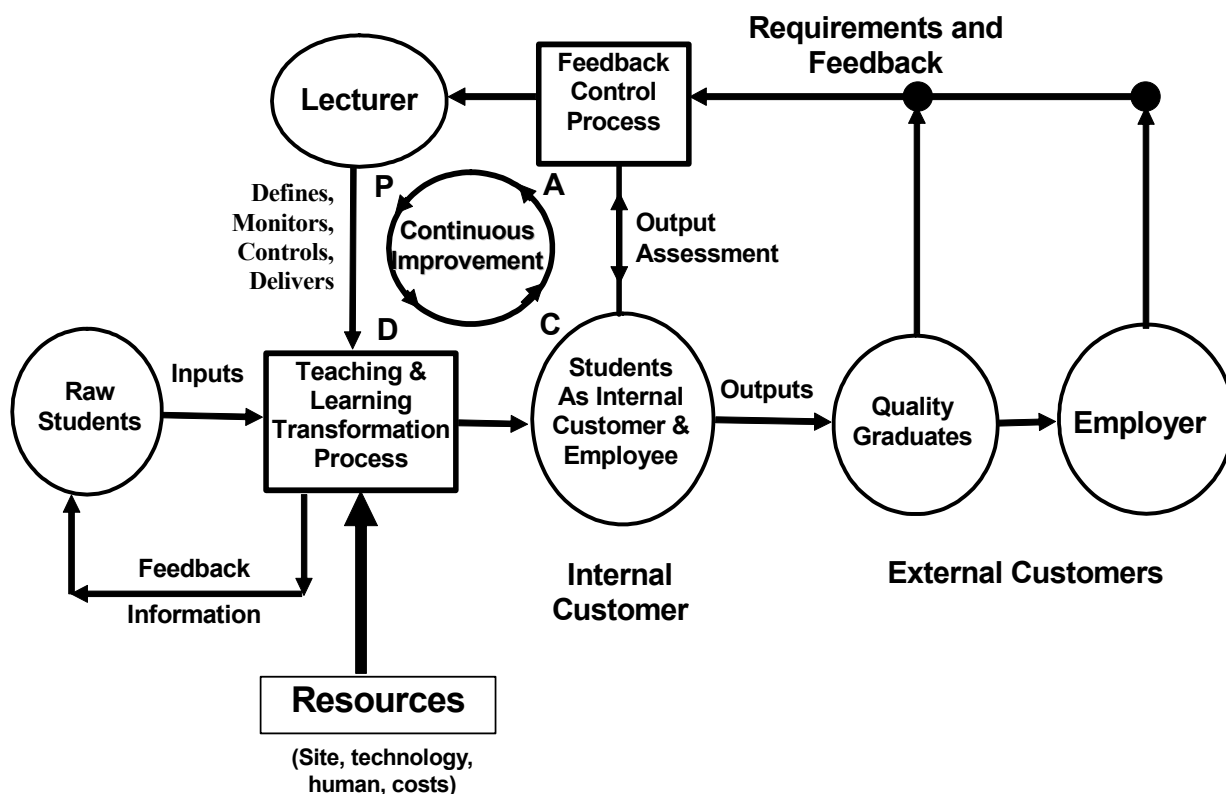 Requirements and
Feedback
Feedback
Control
Process
Lecturer
P
A
Defines,
Monitors,
Controls,
Delivers
Continuous
Improvement
Output
Assessment
D
C
Raw
Students
Inputs
Teaching &
Learning
Transformation
Process
Students
As Internal
Customer &
Employee
Outputs
Quality
Graduates
Employer
Feedback
Information
Internal
Customer
External Customers
Resources
(Site, technology,
human, costs)